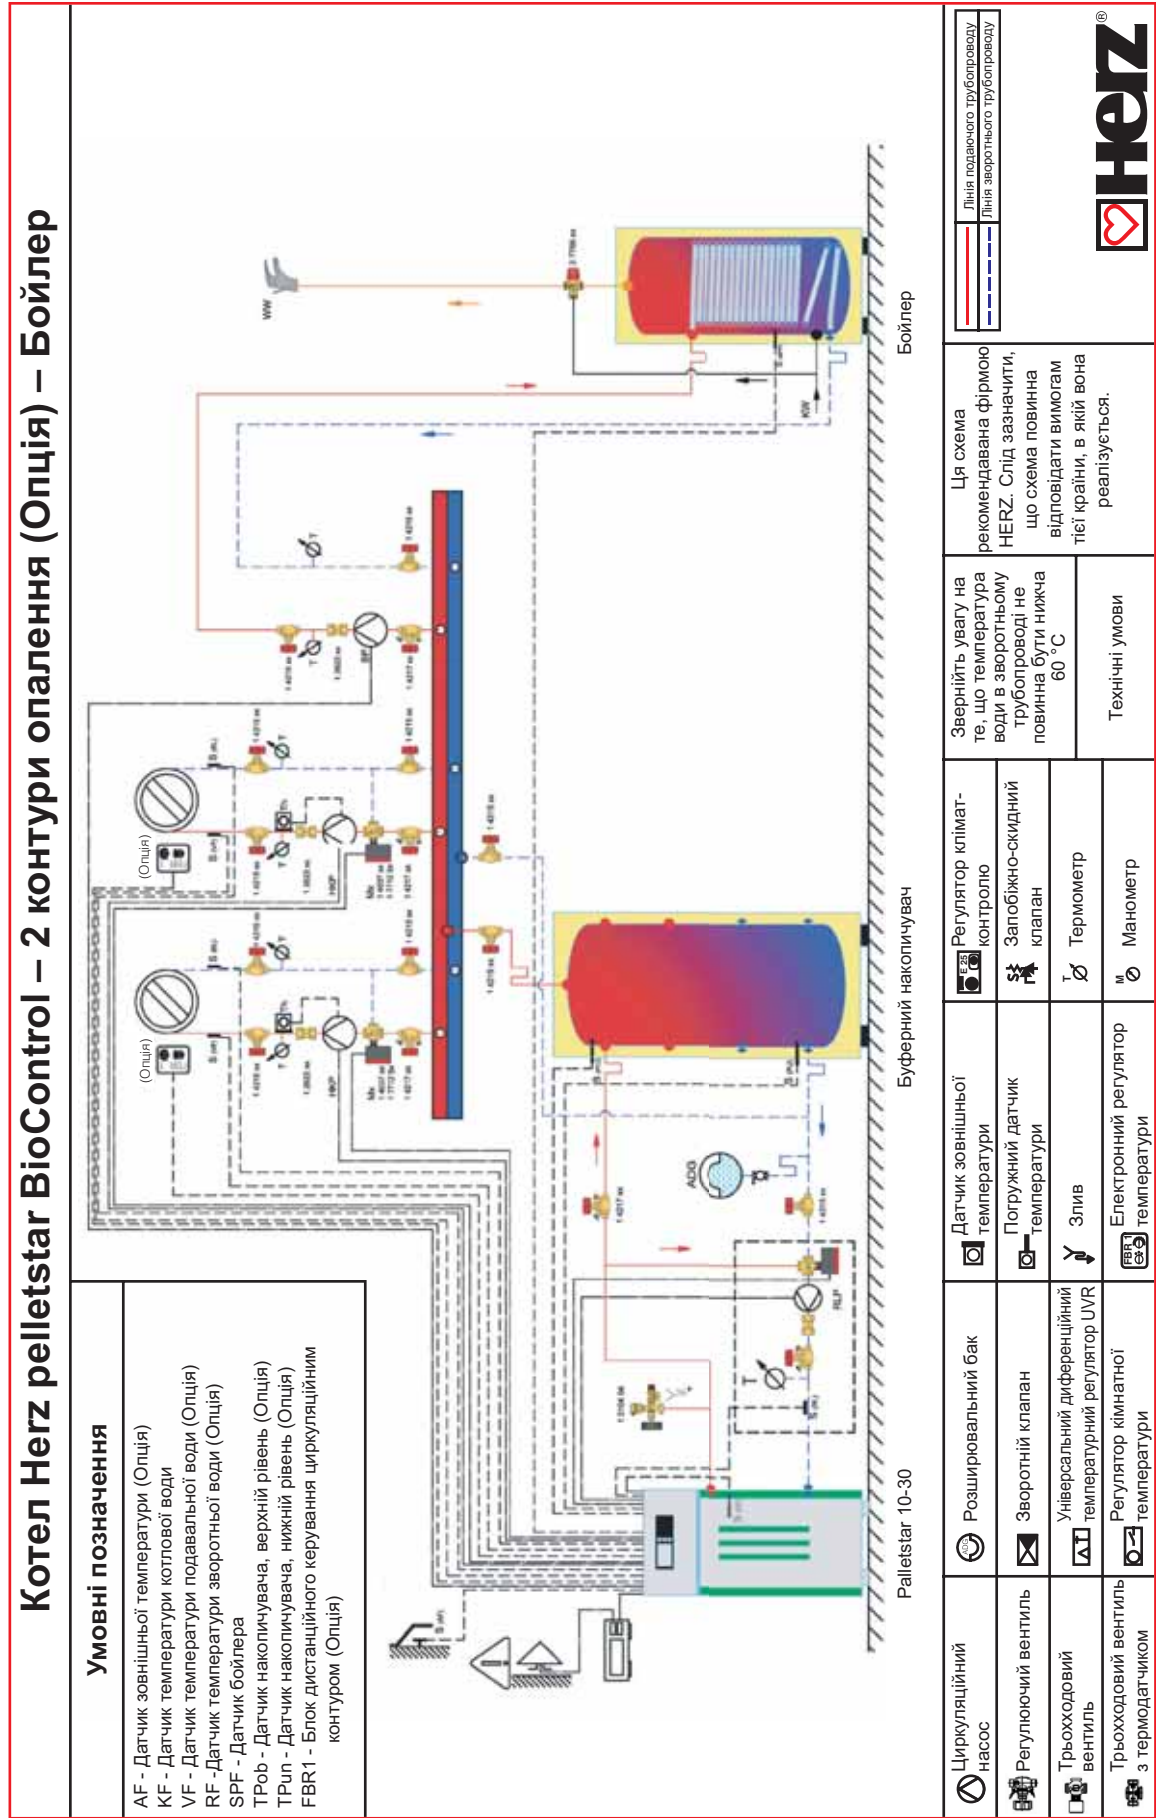 Котел Herz pelletstar BioControl – 2 контури опалення (Опція) – Бойлер
Умовні позначення
AF - Датчик зовнішньої температури (Опція)
KF - Датчик температури котлової води
VF - Датчик температури подавальної води (Опція)
RF -Датчик температури зворотньої води (Опція)
SPF - Датчик бойлера
TPob - Датчик накопичувача, верхній рівень (Опція)
TPun - Датчик накопичувача, нижній рівень (Опція)
FBR1 - Блок дистанційного керування циркуляційним
контуром (Опція)
(Опція)
(Опція)
WW
KW
ADG
RLP
HKP
HKP
BP
T
Palletstar 10-30
Буферний накопичувач
Бойлер
Циркуляційний
насос
Регулюючий вентиль
Трьохходовий
вентиль
Трьохходовий вентиль
з термодатчиком
Розширювальний бак
Зворотній клапан
Універсальний диференційний
температурний регулятор UVR
Регулятор кімнатної
температури
Датчик зовнішньої
температури
Погружний датчик
температури
Злив
FBR 1
Електронний регулятор
температури
E 25
Регулятор клімат-
контролю
Запобіжно-скидний
клапан
T
Термометр
M
Манометр
Звернійть увагу на
те, що температура
води в зворотньому
трубопроводі не
повинна бути нижча
60 °C
Технічні умови
Ця схема
рекомендавана фірмою
HERZ. Слід зазначити,
що схема повинна
відповідати вимогам
тієї країни, в якій вона
реалізується.
Лінія подаючого трубопроводу
Лінія зворотнього трубопроводу
Herz®